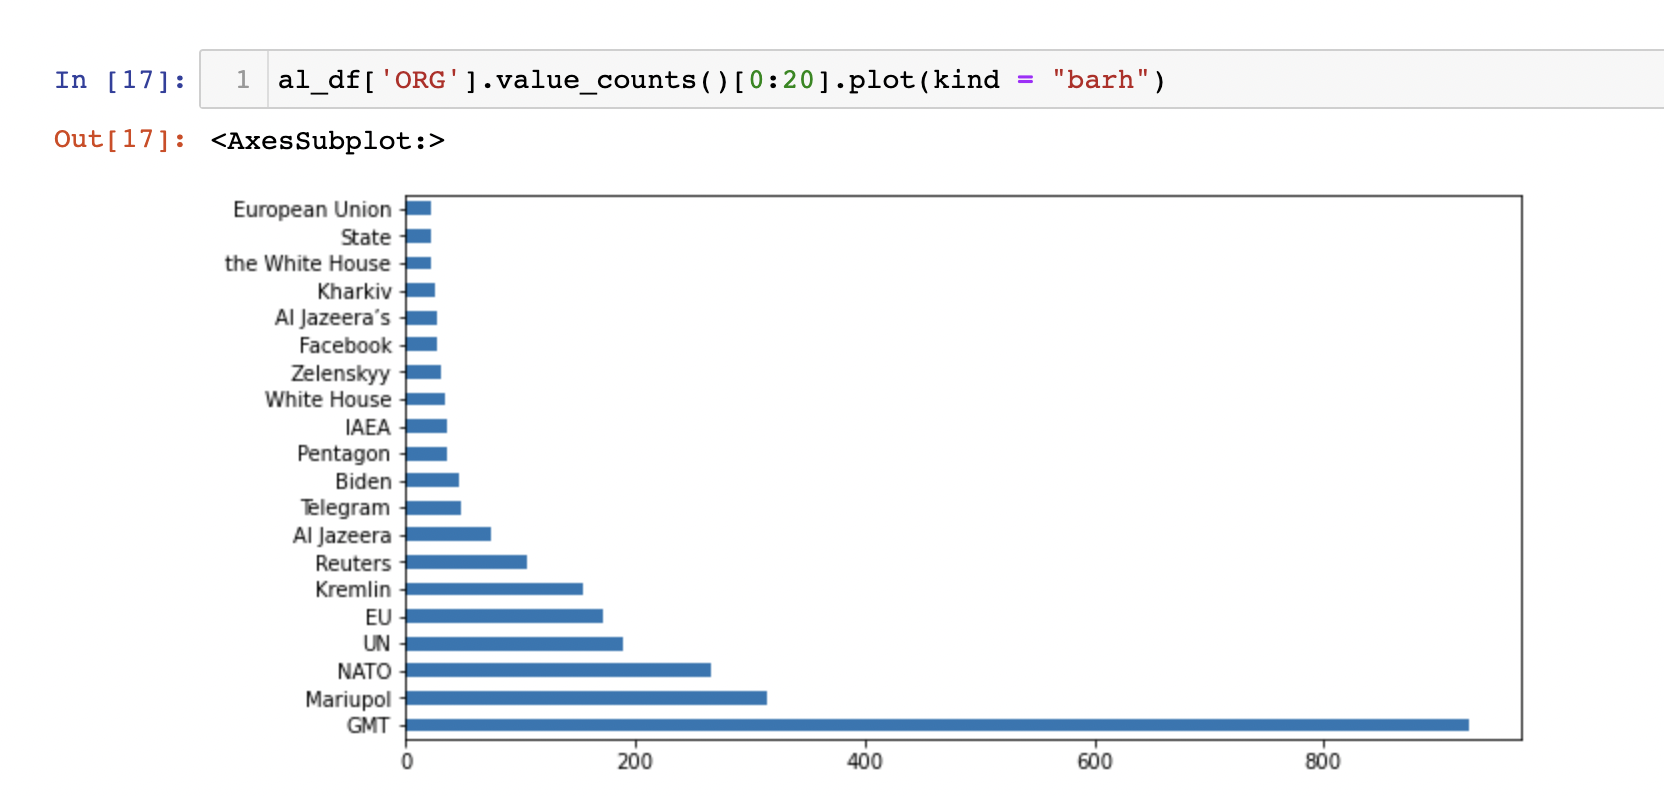 In [17]: 1 al_df['ORG'].value_counts()[0:20].plot(kind = "barh")
Out[17]: <AxesSubplot:>
European Union
State
the White House
Kharkiv
Al Jazeera’s
Facebook
Zelenskyy
White House
IAEA
Pentagon
Biden
Telegram
Al Jazeera
Reuters
Kremlin
EU
UN
NATO
Mariupol
GMT
0 200 400 600 800